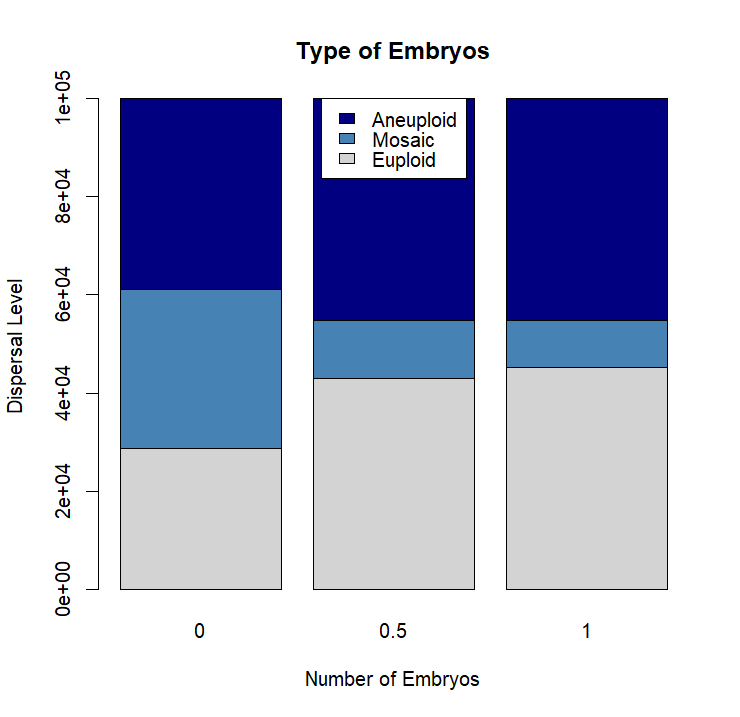 Type of Embryos
Aneuploid
Mosaic
Euploid
1e+05
8e+04
6e+04
4e+04
2e+04
0e+00
Dispersal Level
0 0.5 1
Number of Embryos